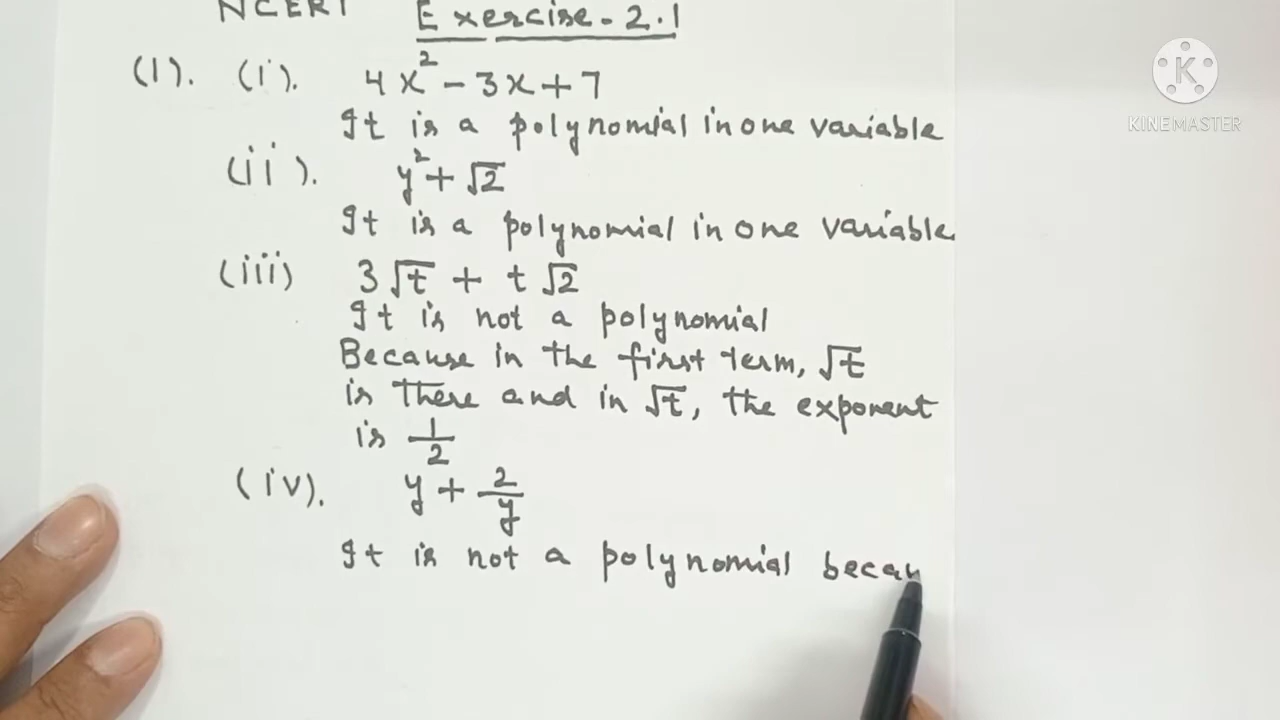 NCERT Exercise-2.1
(1). (i). 4x² - 3x + 7
It is a polynomial in one variable
(ii). y² + √2
It is a polynomial in one variable.
(iii) 3√t + t√2
It is not a polynomial
Because in the first term, √t
is there and in √t, the exponent
is 1/2
(iv). y + 2/y
It is not a polynomial becau
KINEMASTER